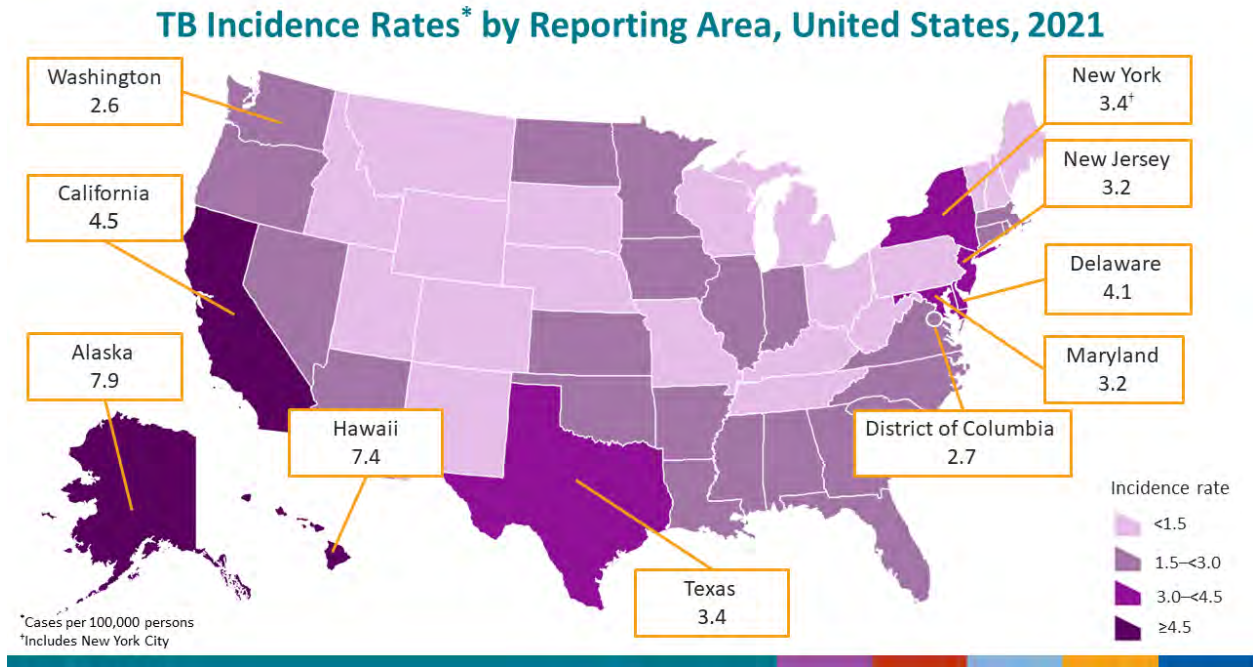 TB Incidence Rates* by Reporting Area, United States, 2021
Washington
2.6
New York
3.4†
California
4.5
New Jersey
3.2
Delaware
4.1
Alaska
7.9
Maryland
3.2
Hawaii
7.4
District of Columbia
2.7
Texas
3.4
Incidence rate
<1.5
1.5–<3.0
3.0–<4.5
≥4.5
*Cases per 100,000 persons
†Includes New York City